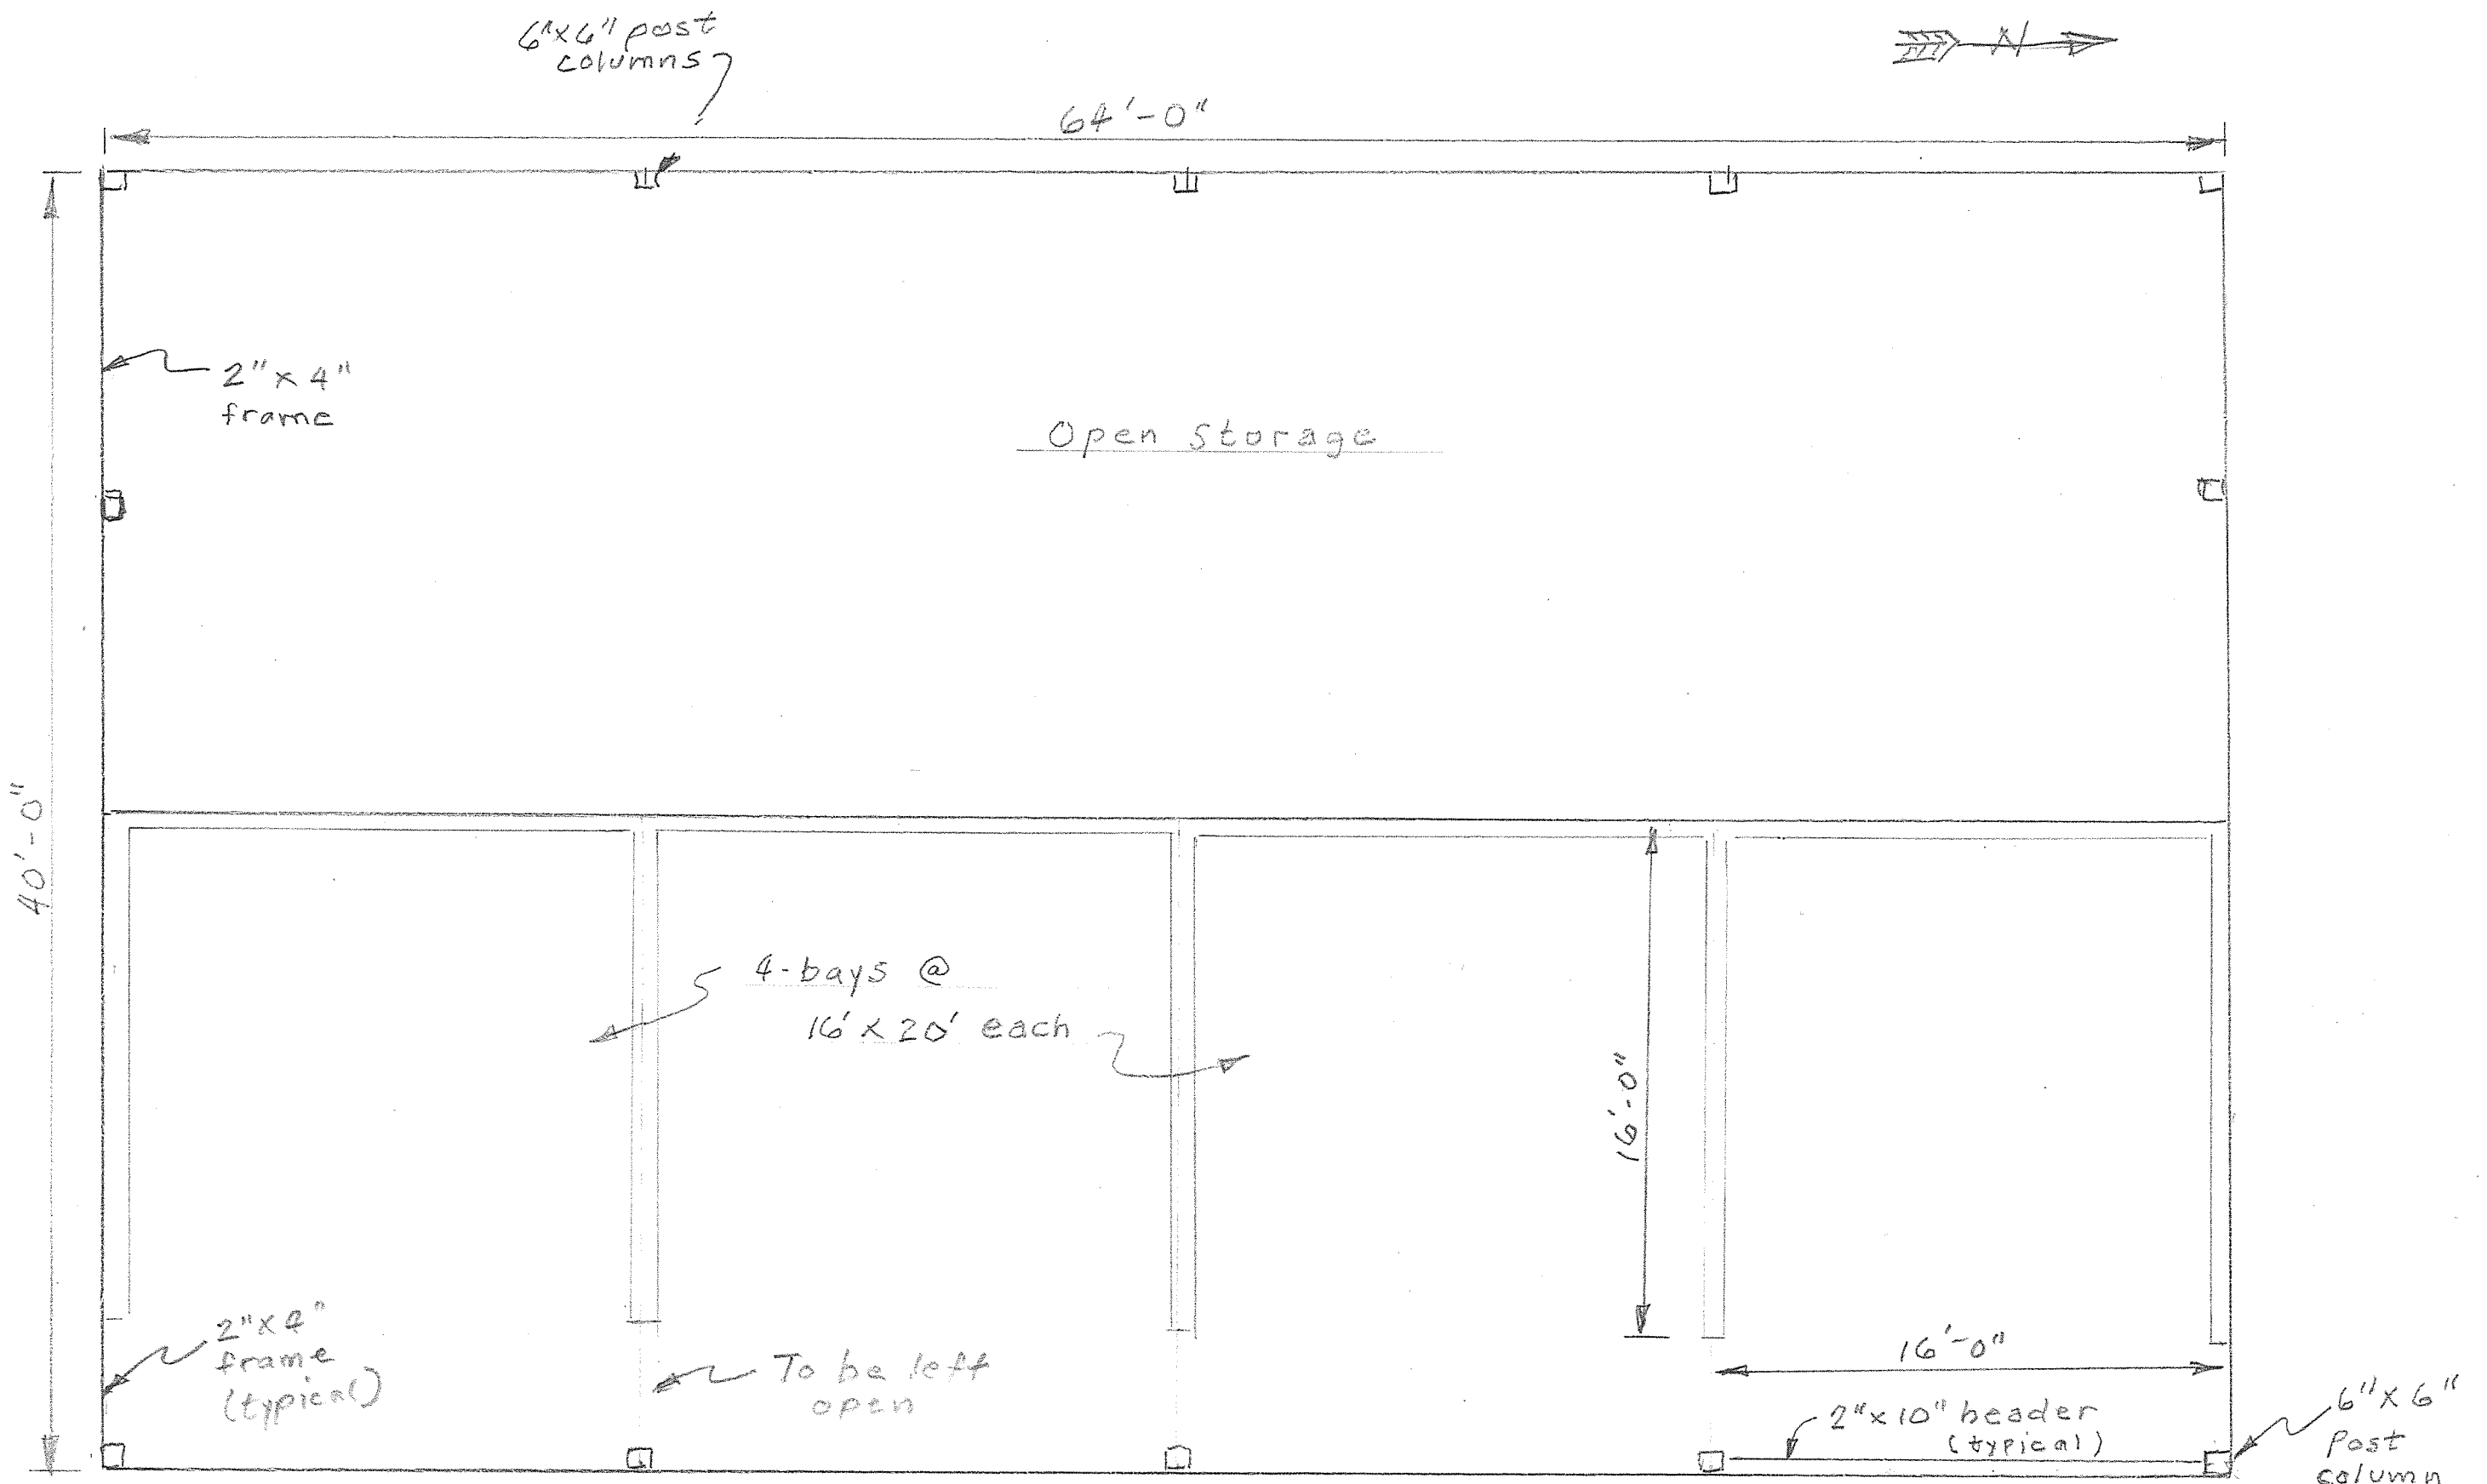 6"x6" post
columns
N
64'-0"
2"x4"
frame
Open Storage
40'-0"
4-bays @
16'x20' each
16'-0"
2"x4"
frame
(typical)
To be left
open
16'-0"
2"x10" header
(typical)
6"x6"
Post
column